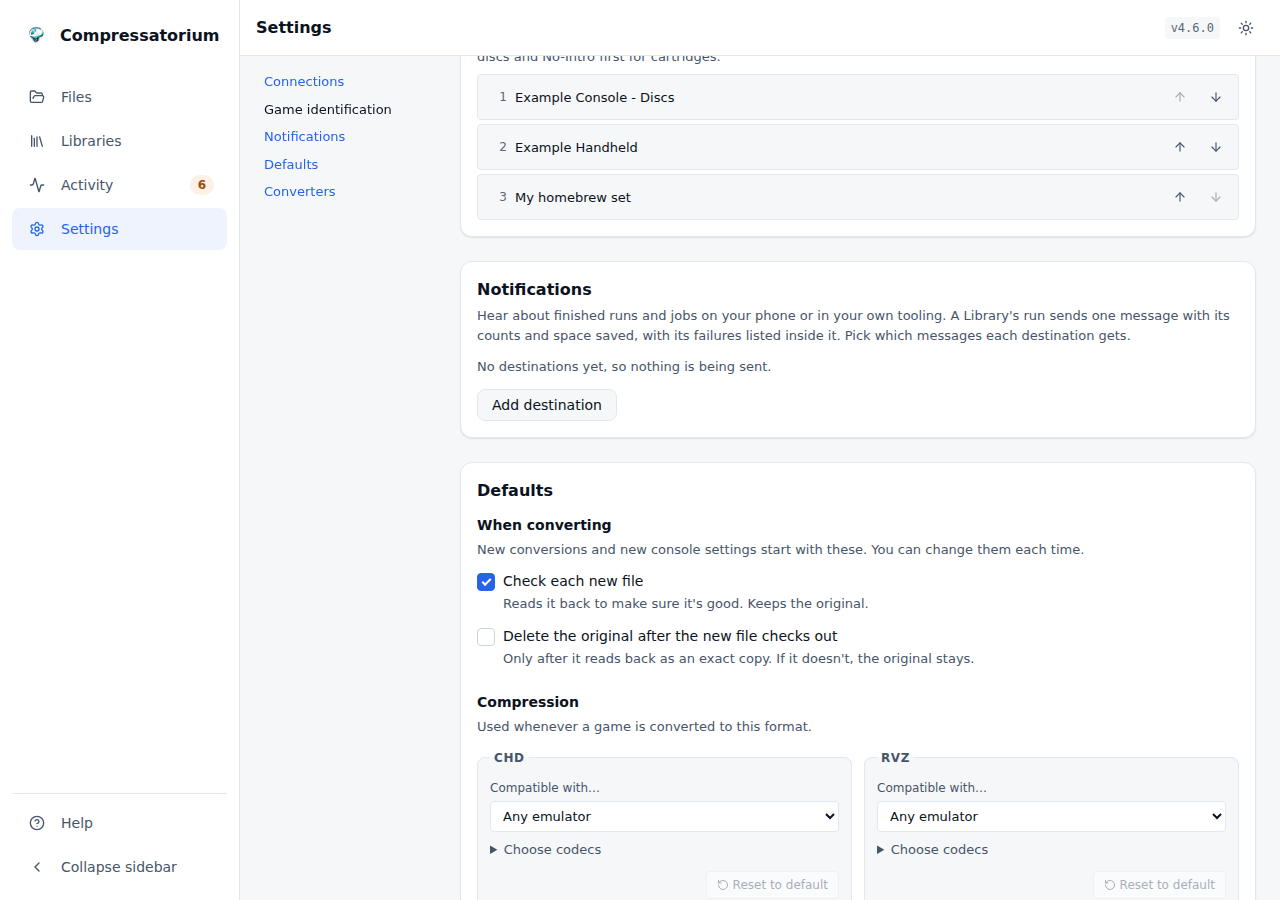 Compressatorium
Settings
v4.6.0
Files
Libraries
Activity
6
Settings
Help
Collapse sidebar
Connections
Game identification
Notifications
Defaults
Converters
discs and No-Intro first for cartridges.
1 Example Console - Discs
2 Example Handheld
3 My homebrew set
Notifications
Hear about finished runs and jobs on your phone or in your own tooling. A Library's run sends one message with its
counts and space saved, with its failures listed inside it. Pick which messages each destination gets.
No destinations yet, so nothing is being sent.
Add destination
Defaults
When converting
New conversions and new console settings start with these. You can change them each time.
Check each new file
Reads it back to make sure it's good. Keeps the original.
Delete the original after the new file checks out
Only after it reads back as an exact copy. If it doesn't, the original stays.
Compression
Used whenever a game is converted to this format.
CHD
Compatible with…
Any emulator
Choose codecs
Reset to default
RVZ
Compatible with…
Any emulator
Choose codecs
Reset to default